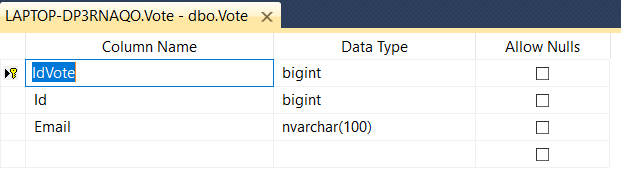 LAPTOP-DP3RNAQO.Vote - dbo.Vote
Column Name Data Type Allow Nulls
IdVote bigint
Id bigint
Email nvarchar(100)